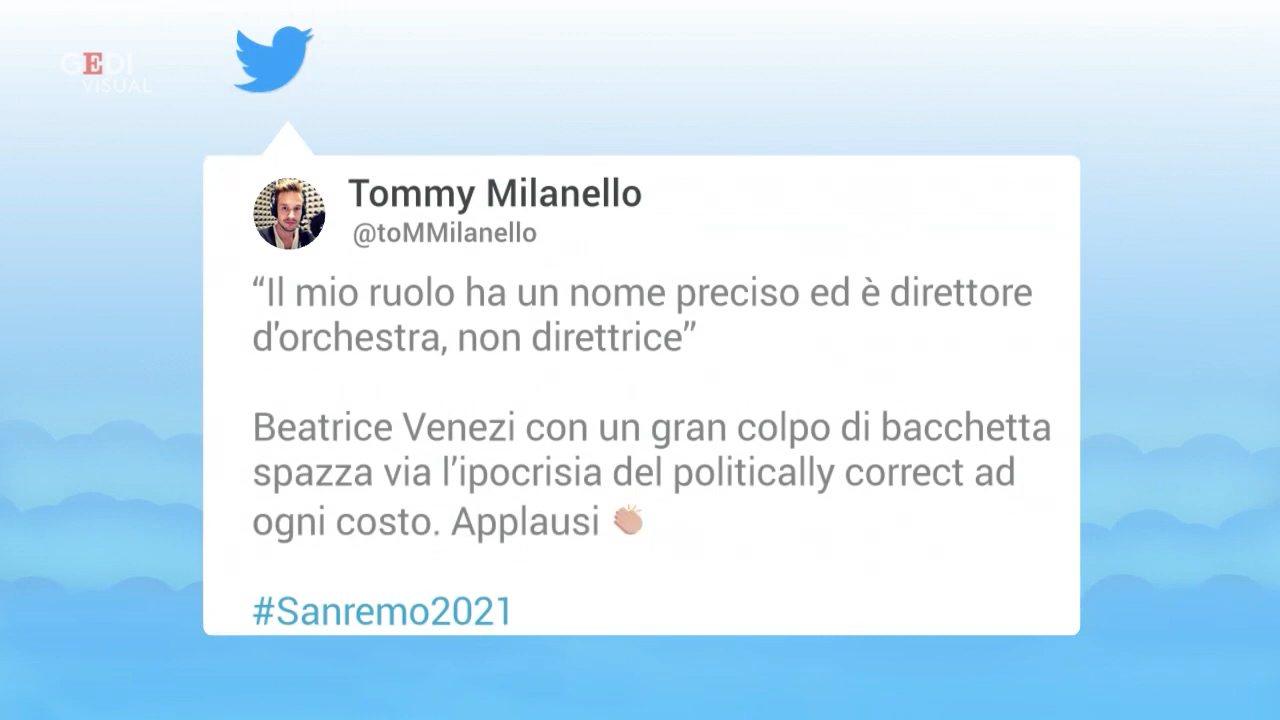 GEDI
VISUAL
Tommy Milanello
@toMMilanello
“Il mio ruolo ha un nome preciso ed è direttore
d'orchestra, non direttrice”
Beatrice Venezi con un gran colpo di bacchetta
spazza via l’ipocrisia del politically correct ad
ogni costo. Applausi 👏
#Sanremo2021